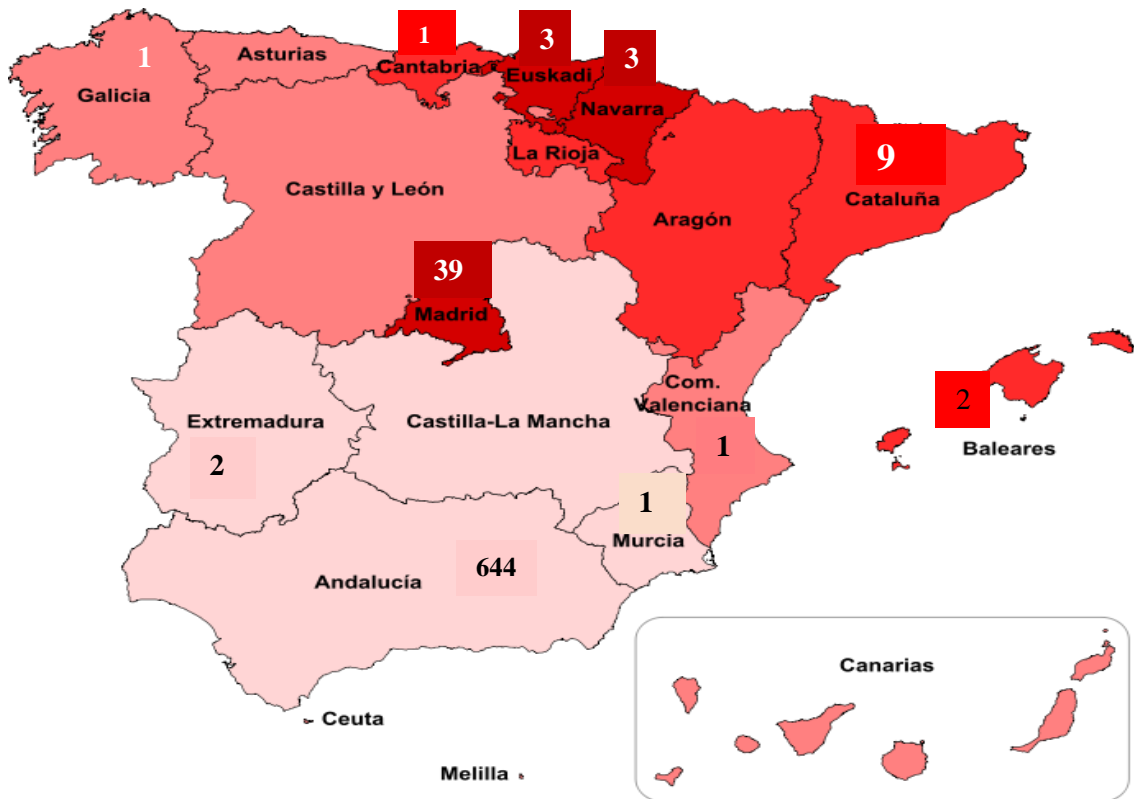 1
Galicia
Asturias
1
Cantabria
3
Euskadi
3
Navarra
La Rioja
Castilla y León
Aragón
9
Cataluña
39
Madrid
Extremadura
2
Castilla-La Mancha
Com.
Valenciana
1
2
Baleares
1
Murcia
Andalucía
644
Ceuta
Melilla
Canarias